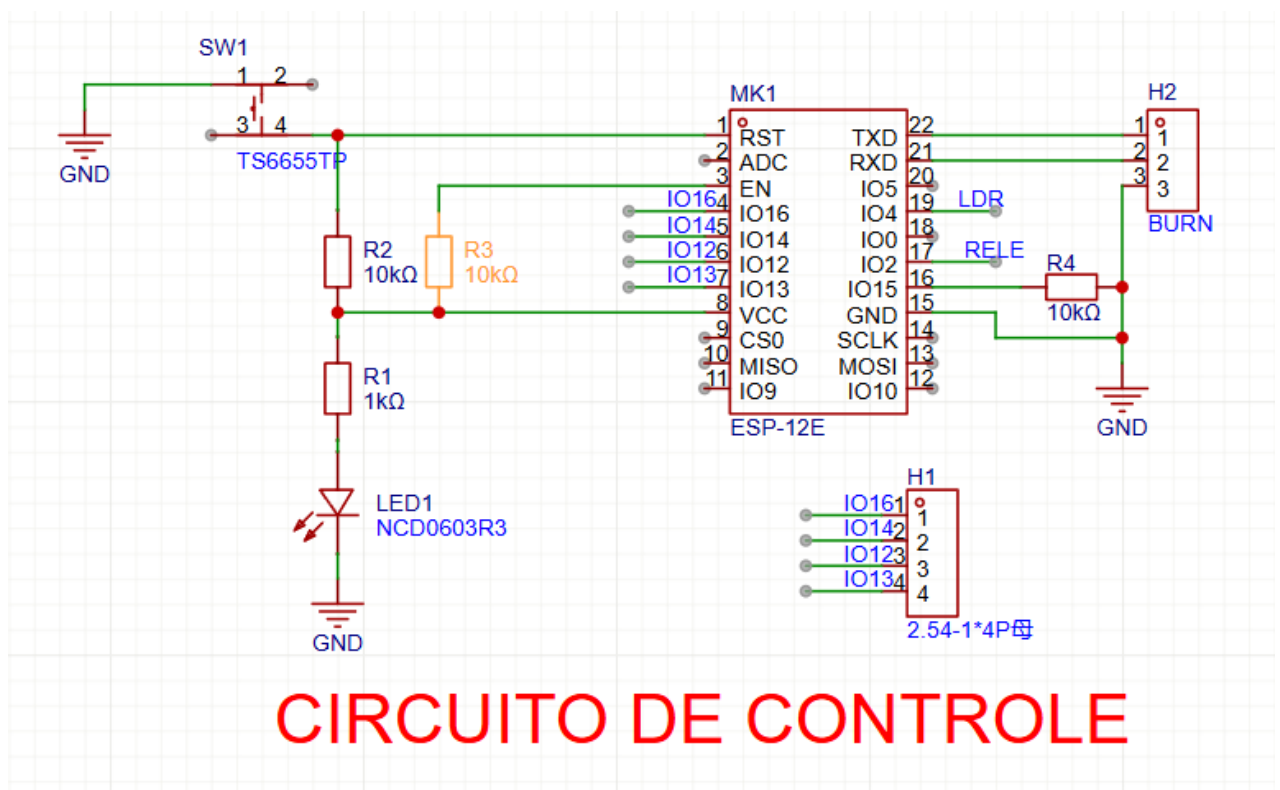 SW1
1 2
3 4
TS6655TP
GND
R2
10kΩ
R3
10kΩ
R1
1kΩ
LED1
NCD0603R3
GND
IO16
IO14
IO12
IO13
MK1
1 RST TXD 22
2 ADC RXD 21
3 EN IO5 20
4 IO16 IO4 19
5 IO14 IO0 18
6 IO12 IO2 17
7 IO13 IO15 16
8 VCC GND 15
9 CS0 SCLK 14
10 MISO MOSI 13
11 IO9 IO10 12
ESP-12E
LDR
RELE
R4
10kΩ
H2
1 1
2 2
3 3
BURN
GND
H1
IO16 1 1
IO14 2 2
IO12 3 3
IO13 4 4
2.54-1*4P母
CIRCUITO DE CONTROLE